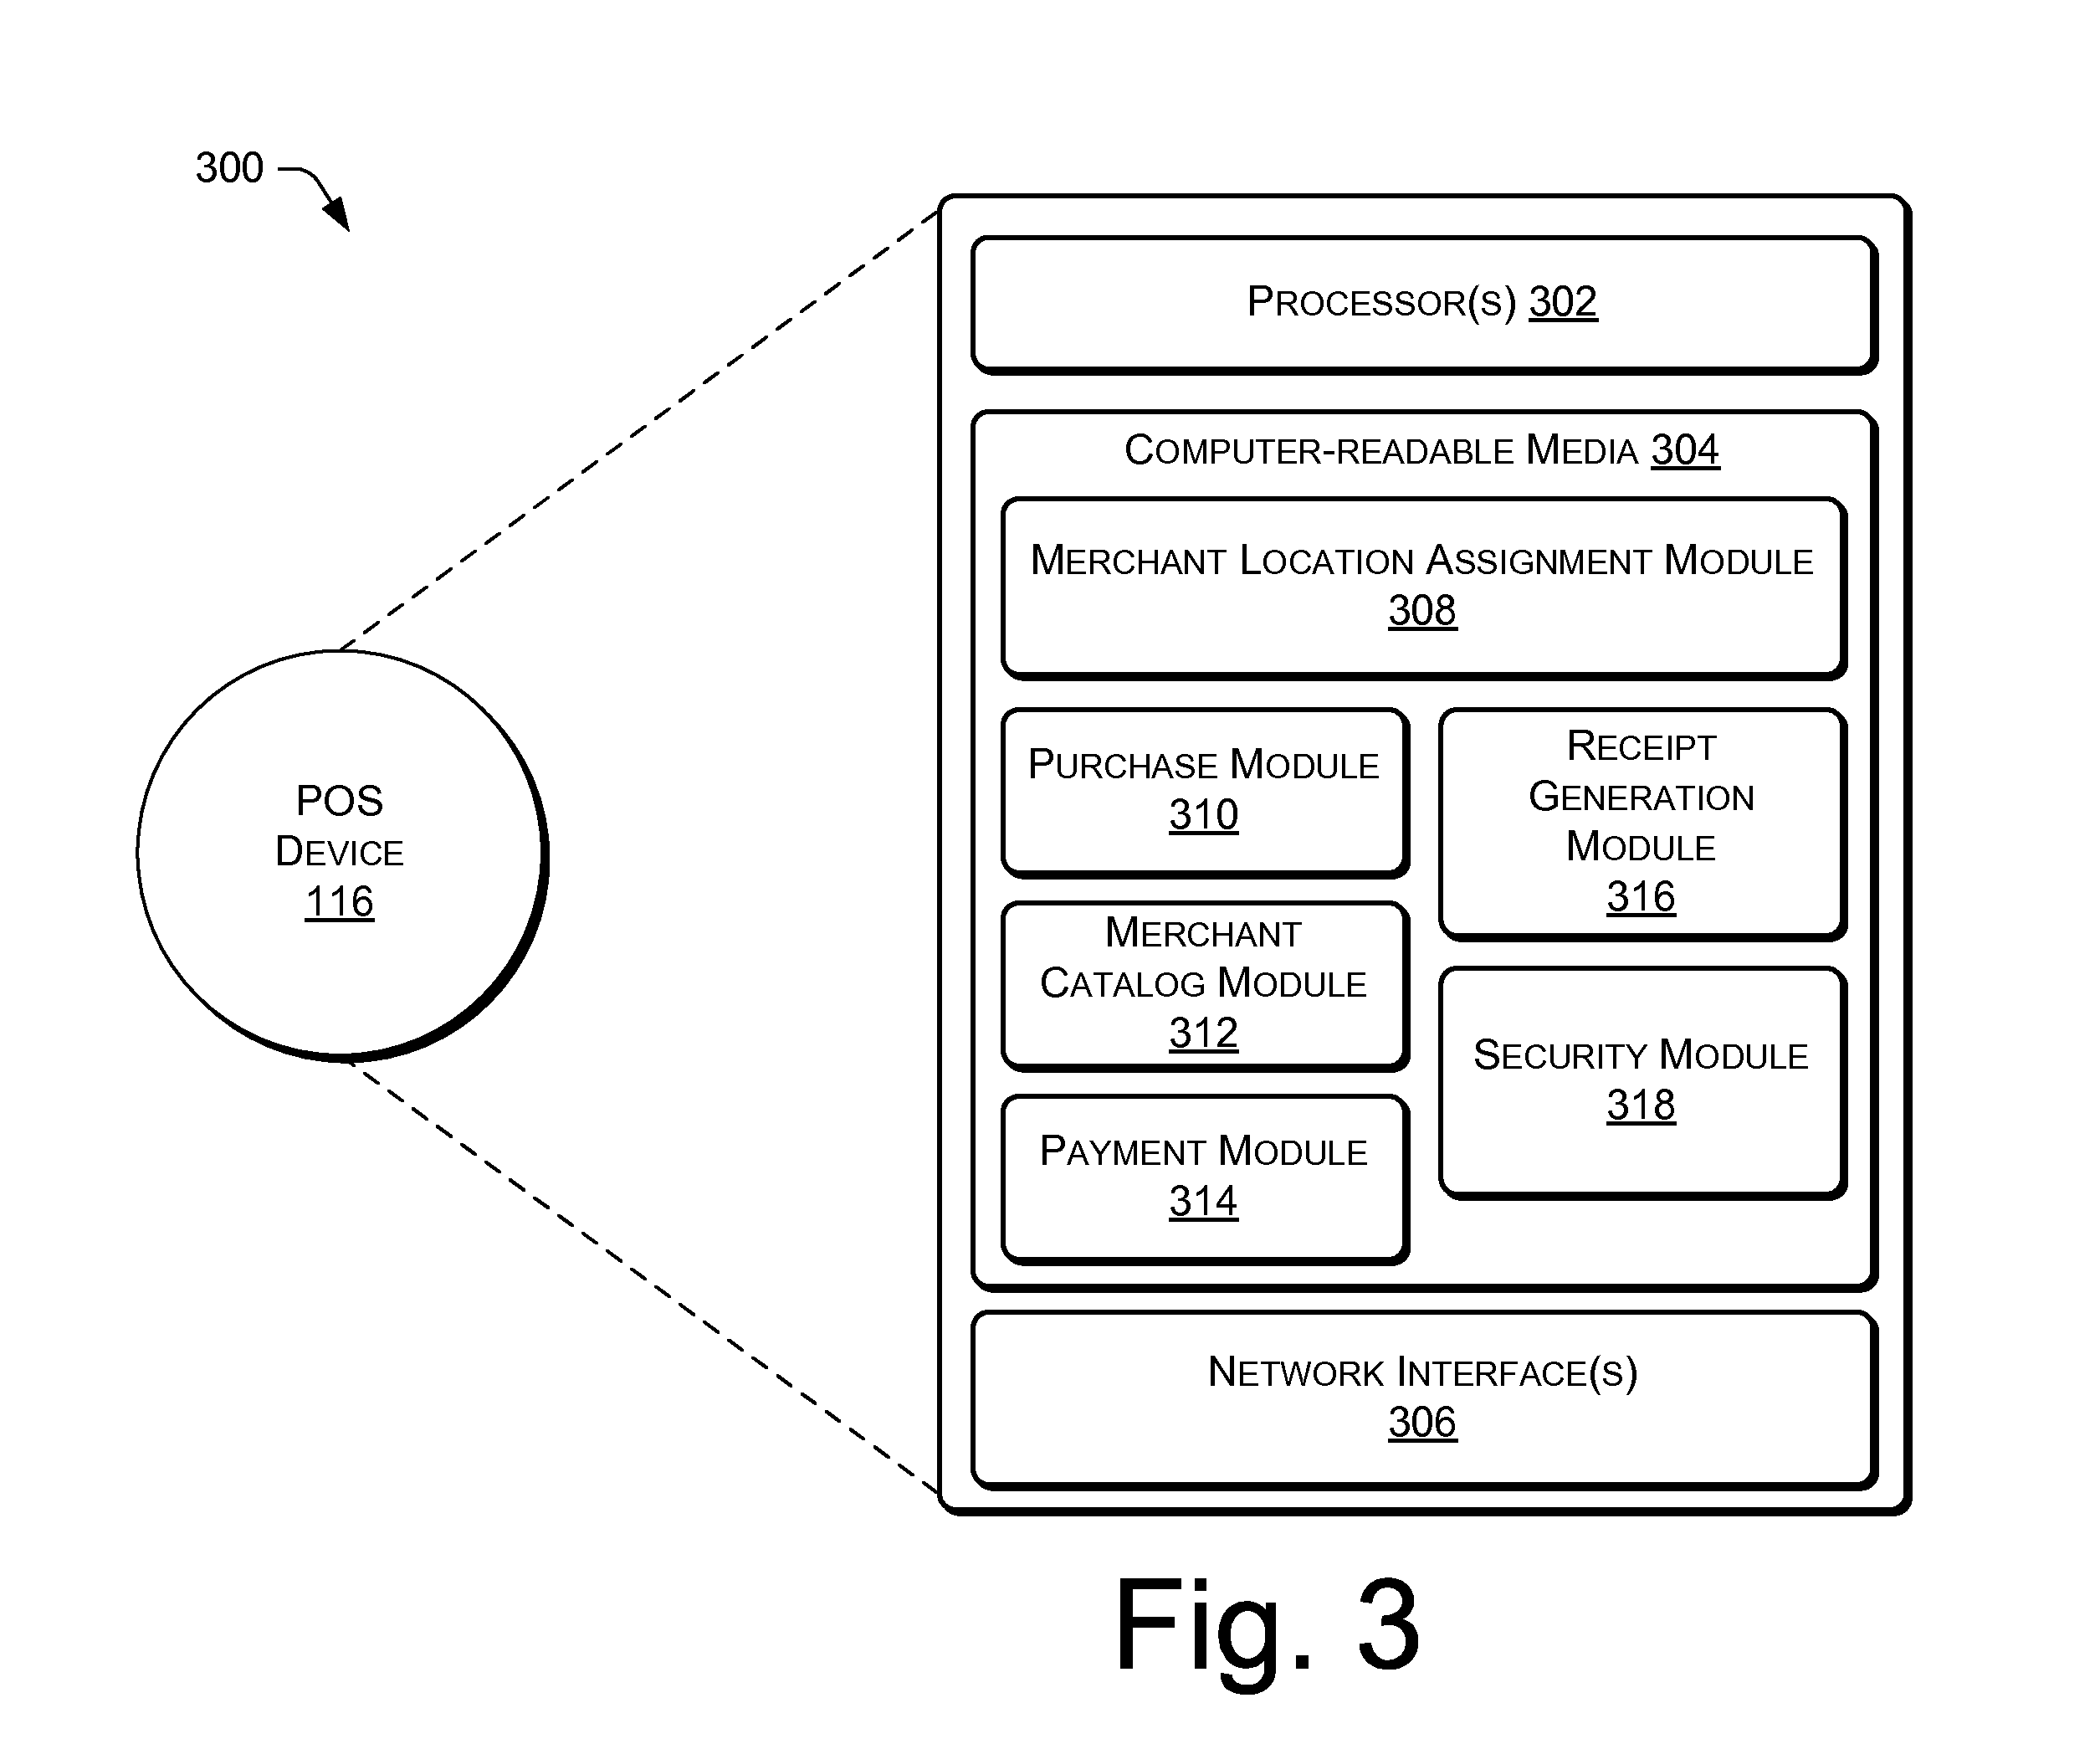 300
Processor(s) 302
Computer-readable Media 304
Merchant Location Assignment Module
308
Purchase Module
310
Receipt
Generation
Module
316
Merchant
Catalog Module
312
Security Module
318
Payment Module
314
Network Interface(s)
306
POS
Device
116
Fig. 3